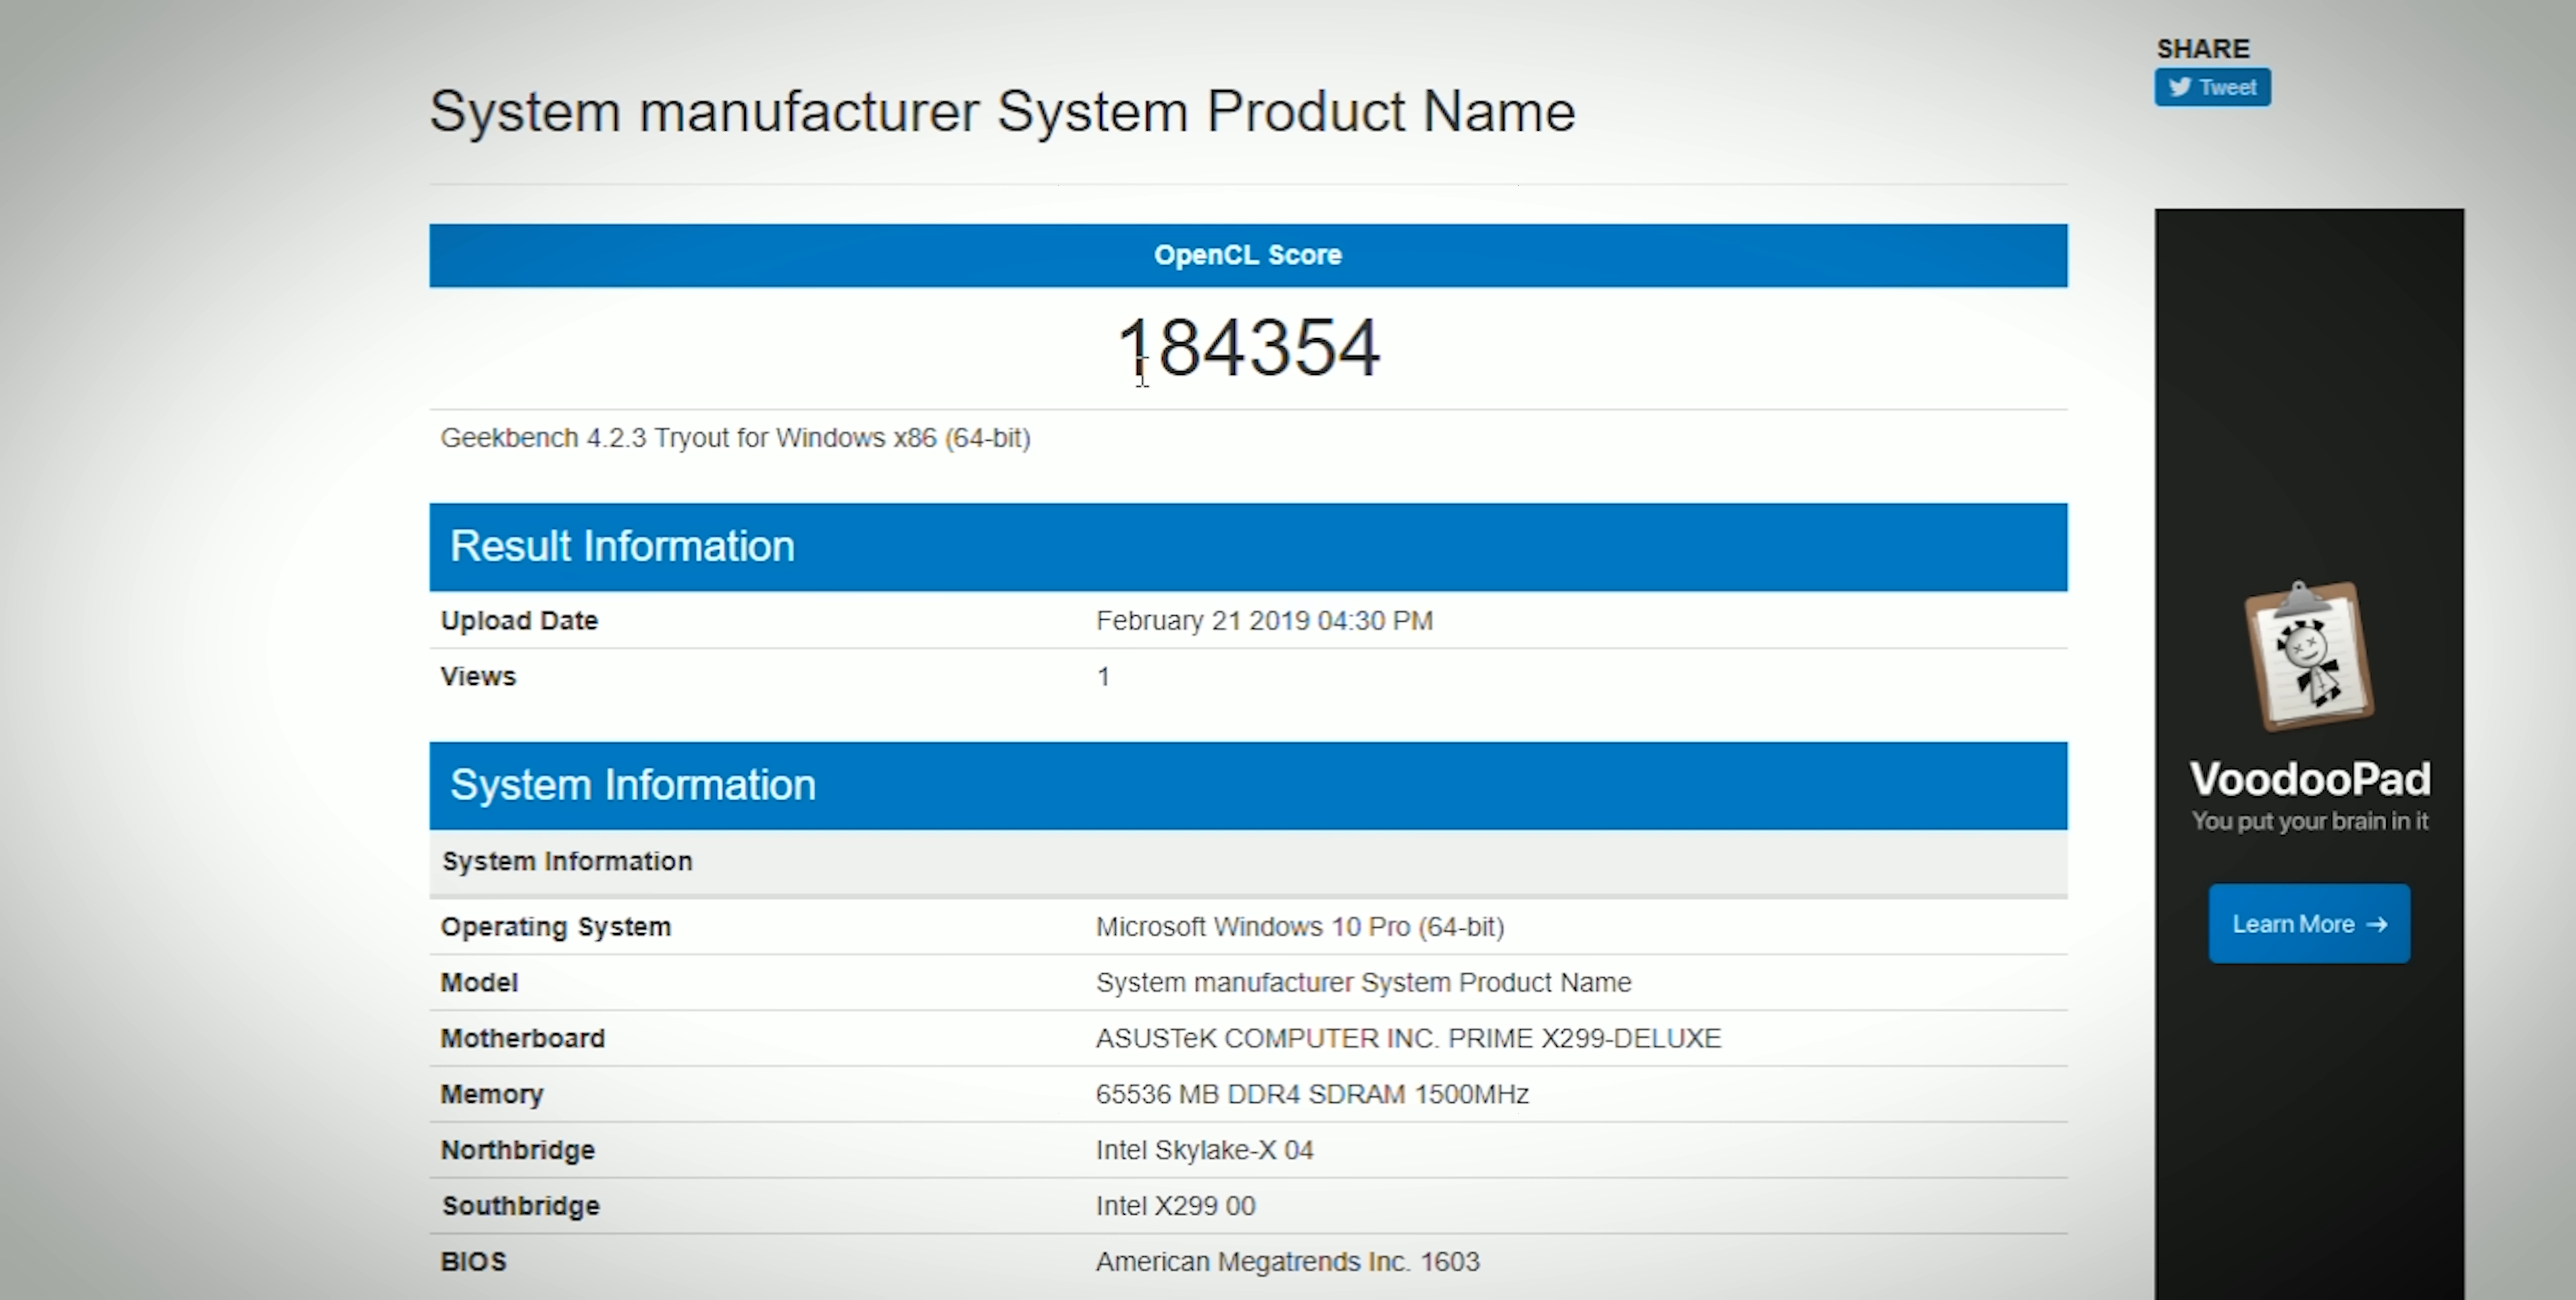 SHARE
Tweet
System manufacturer System Product Name
OpenCL Score
184354
Geekbench 4.2.3 Tryout for Windows x86 (64-bit)
Result Information
Upload Date February 21 2019 04:30 PM
Views 1
System Information
System Information
Operating System Microsoft Windows 10 Pro (64-bit)
Model System manufacturer System Product Name
Motherboard ASUSTeK COMPUTER INC. PRIME X299-DELUXE
Memory 65536 MB DDR4 SDRAM 1500MHz
Northbridge Intel Skylake-X 04
Southbridge Intel X299 00
BIOS American Megatrends Inc. 1603
VoodooPad
You put your brain in it
Learn More →